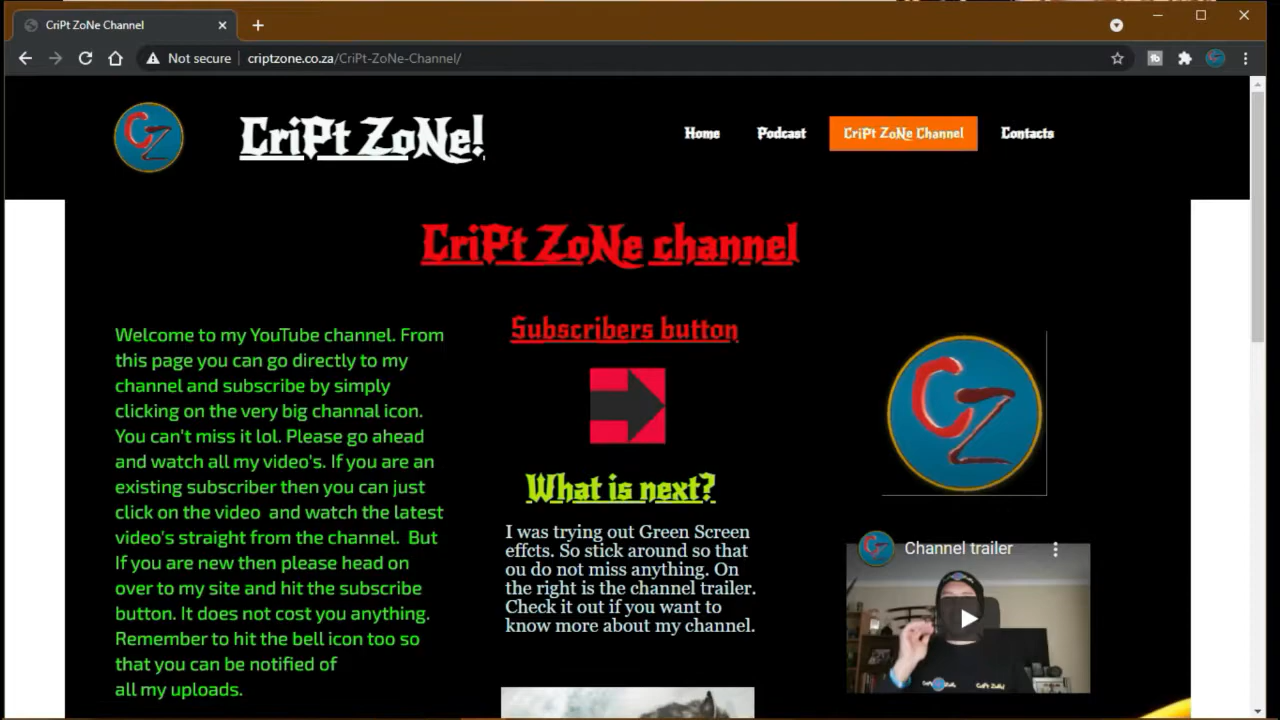 CriPt ZoNe Channel
Not secure
criptzone.co.za/CriPt-ZoNe-Channel/
CZ
CriPt ZoNe!
Home
Podcast
CriPt ZoNe Channel
Contacts
CriPt ZoNe channel
Welcome to my YouTube channel. From
this page you can go directly to my
channel and subscribe by simply
clicking on the very big channal icon.
You can't miss it lol. Please go ahead
and watch all my video's. If you are an
existing subscriber then you can just
click on the video  and watch the latest
video's straight from the channel.  But
If you are new then please head on
over to my site and hit the subscribe
button. It does not cost you anything.
Remember to hit the bell icon too so
that you can be notified of
all my uploads.
Subscribers button
What is next?
I was trying out Green Screen
effcts. So stick around so that
ou do not miss anything. On
the right is the channel trailer.
Check it out if you want to
know more about my channel.
CZ
CZ
Channel trailer